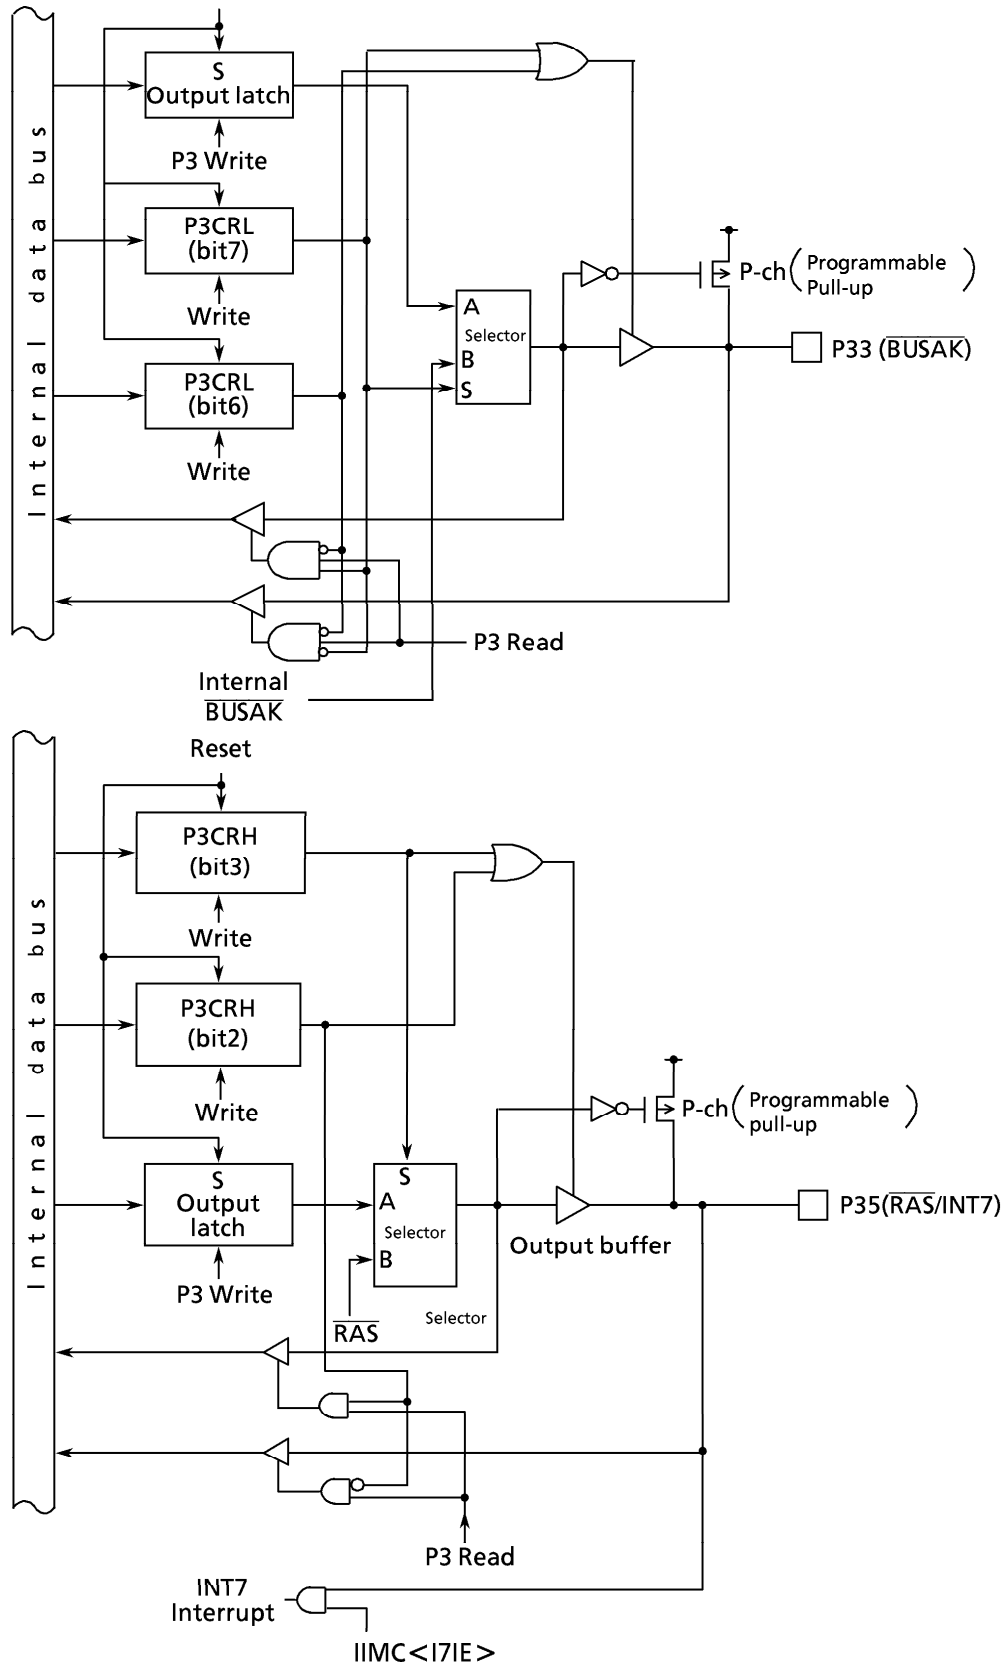 S
Output latch
P3 Write
Internal data bus
P3CRL
(bit7)
Write
P3CRL
(bit6)
Write
A
Selector
B
S
P-ch
Programmable
Pull-up
P33 (BUSAK)
P3 Read
Internal
BUSAK
Reset
P3CRH
(bit3)
Write
Internal data bus
P3CRH
(bit2)
Write
S
Output
latch
P3 Write
S
A
Selector
B
RAS
Selector
P-ch
Programmable
pull-up
Output buffer
P35(RAS/INT7)
P3 Read
INT7
Interrupt
IIMC<I7IE>